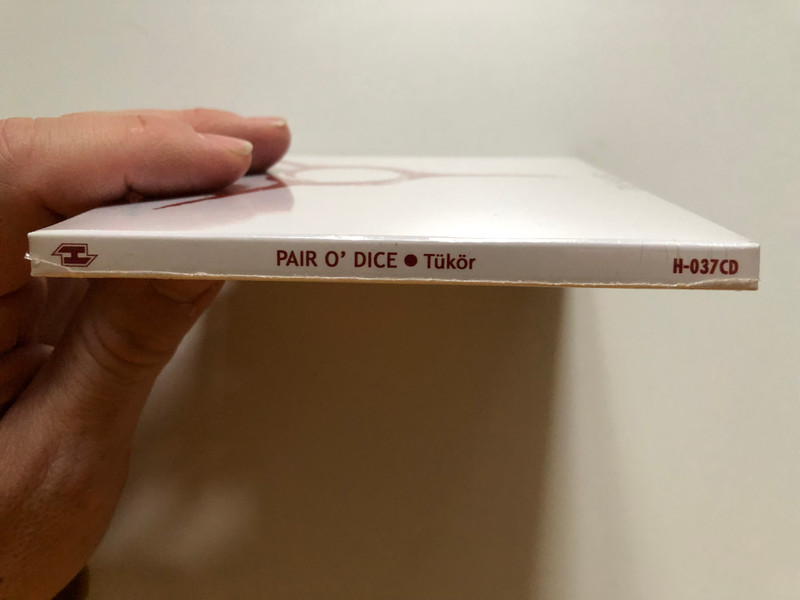 H PAIR O’ DICE ● Tükör H-037CD